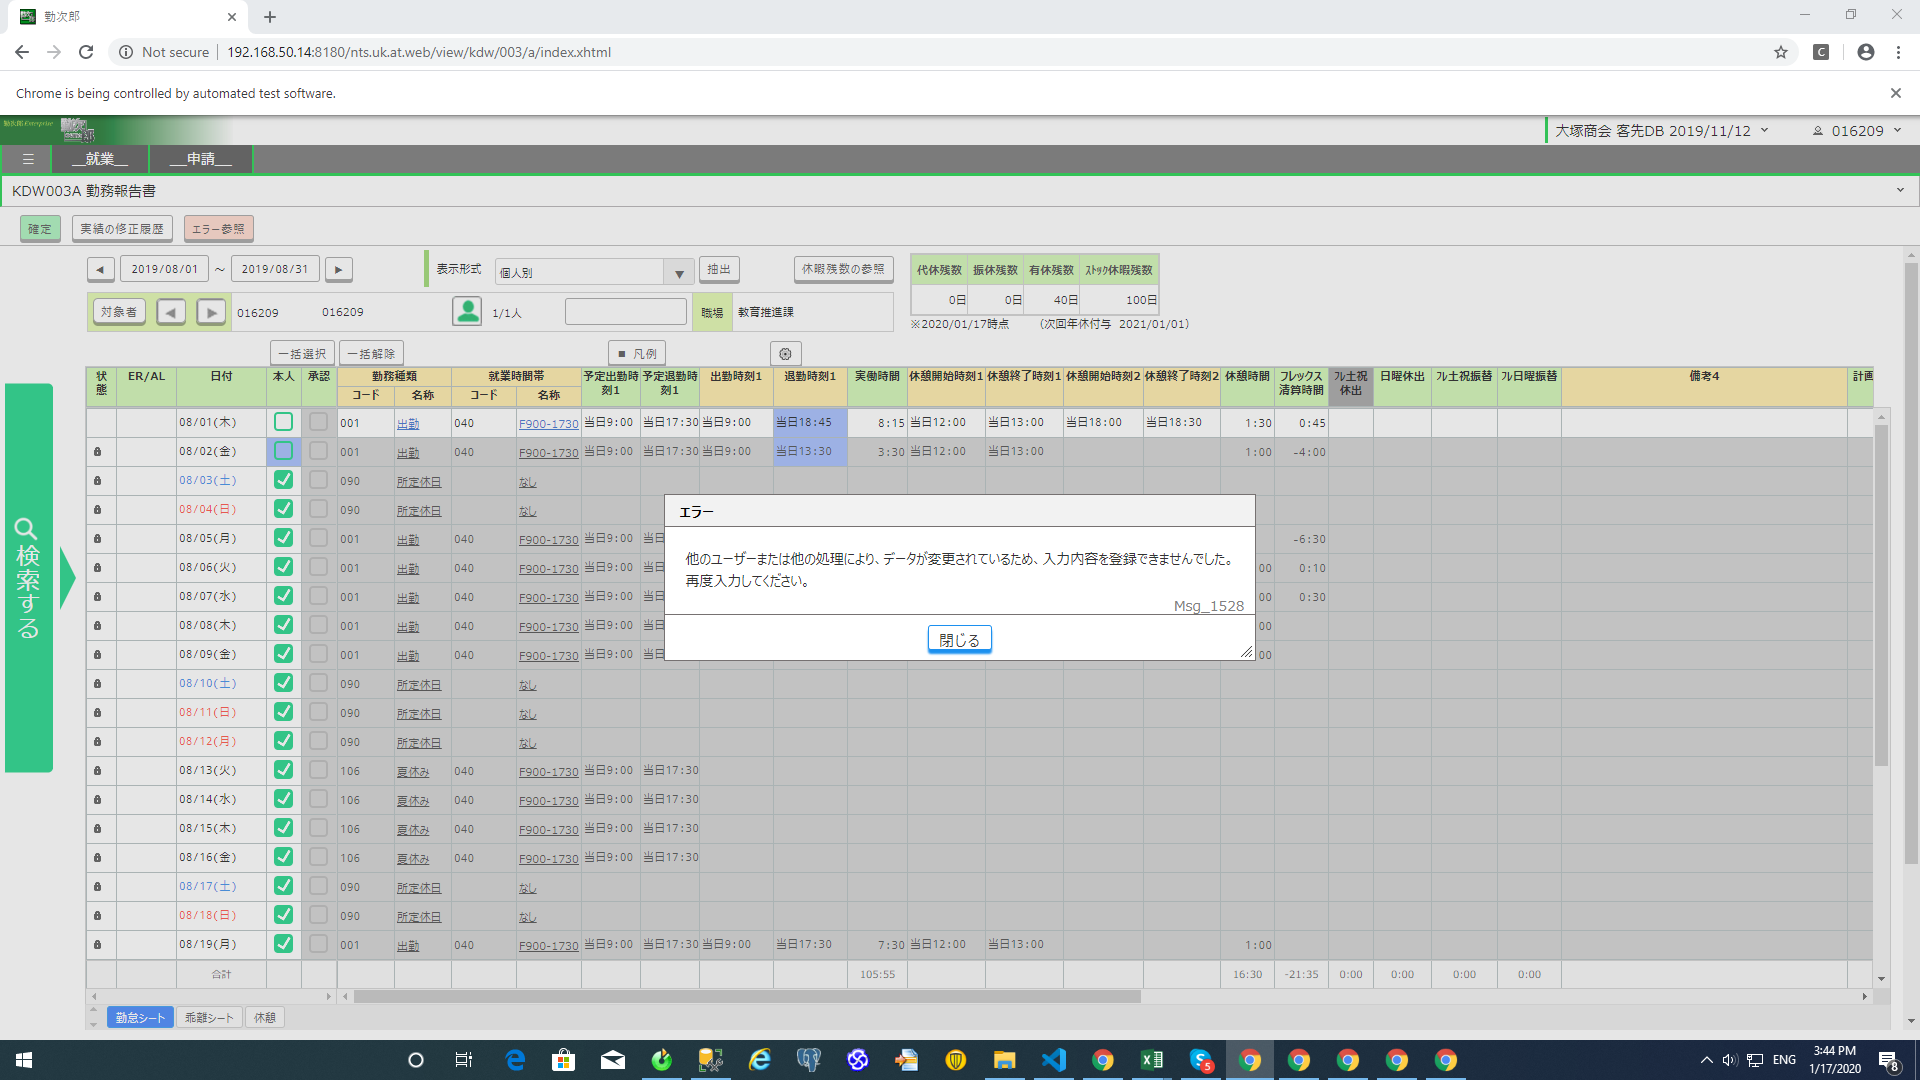 勤次郎
Not secure
192.168.50.14:8180/nts.uk.at.web/view/kdw/003/a/index.xhtml
Chrome is being controlled by automated test software.
大塚商会 客先DB 2019/11/12
016209
__就業__
__申請__
KDW003A 勤務報告書
確定
実績の修正履歴
エラー参照
2019/08/01 ～ 2019/08/31
表示形式 個人別
抽出
休暇残数の参照
代休残数 振休残数 有休残数 ｽﾄｯｸ休暇残数
0日 0日 40日 100日
※2020/01/17時点 (次回年休付与 2021/01/01)
対象者 016209 016209 1/1人 職場 教育推進課
一括選択 一括解除 ■ 凡例
検索する
状態 ER/AL 日付 本人 承認 勤務種類 コード 名称 就業時間帯 コード 名称 予定出勤時刻1 予定退勤時刻1 出勤時刻1 退勤時刻1 実働時間 休憩開始時刻1 休憩終了時刻1 休憩開始時刻2 休憩終了時刻2 休憩時間 フレックス清算時間 ﾌﾚ土祝休出 日曜休出 ﾌﾚ土祝振替 ﾌﾚ日曜振替 備考4 計画
08/01(木) 001 出勤 040 F900-1730 当日9:00 当日17:30 当日9:00 当日18:45 8:15 当日12:00 当日13:00 当日18:00 当日18:30 1:30 0:45
08/02(金) 001 出勤 040 F900-1730 当日9:00 当日17:30 当日9:00 当日13:30 3:30 当日12:00 当日13:00 1:00 -4:00
08/03(土) 090 所定休日 なし
08/04(日) 090 所定休日 なし
08/05(月) 001 出勤 040 F900-1730 当日9:00 -6:30
08/06(火) 001 出勤 040 F900-1730 当日9:00 00 0:10
08/07(水) 001 出勤 040 F900-1730 当日9:00 00 0:30
08/08(木) 001 出勤 040 F900-1730 当日9:00 00
08/09(金) 001 出勤 040 F900-1730 当日9:00 00
08/10(土) 090 所定休日 なし
08/11(日) 090 所定休日 なし
08/12(月) 090 所定休日 なし
08/13(火) 106 夏休み 040 F900-1730 当日9:00 当日17:30
08/14(水) 106 夏休み 040 F900-1730 当日9:00 当日17:30
08/15(木) 106 夏休み 040 F900-1730 当日9:00 当日17:30
08/16(金) 106 夏休み 040 F900-1730 当日9:00 当日17:30
08/17(土) 090 所定休日 なし
08/18(日) 090 所定休日 なし
08/19(月) 001 出勤 040 F900-1730 当日9:00 当日17:30 当日9:00 当日17:30 7:30 当日12:00 当日13:00 1:00
合計 105:55 16:30 -21:35 0:00 0:00 0:00 0:00
エラー
他のユーザーまたは他の処理により、データが変更されているため、入力内容を登録できませんでした。
再度入力してください。
Msg_1528
閉じる
勤怠シート 乖離シート 休憩
ENG
3:44 PM
1/17/2020
5
8